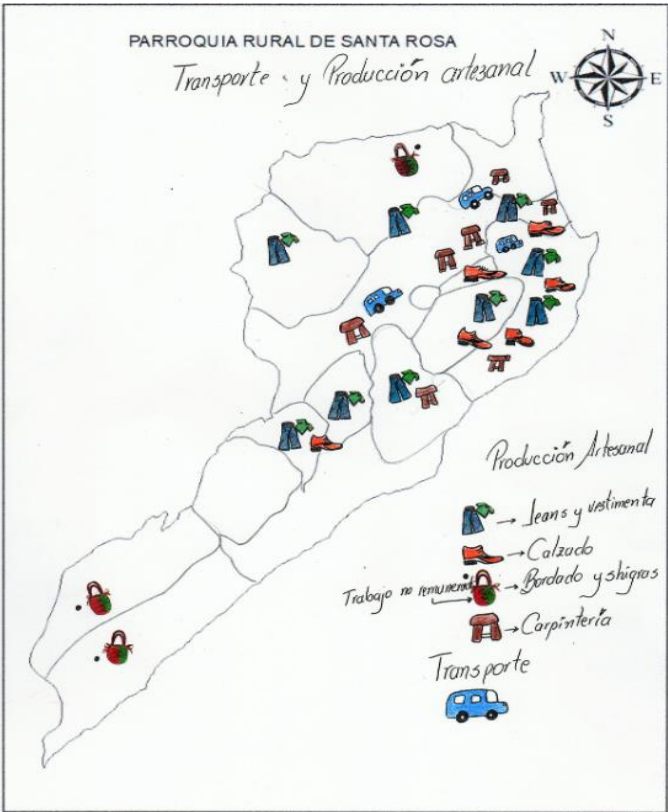 PARROQUIA RURAL DE SANTA ROSA
Transporte y Producción artezanal
N
W E
S
Producción Artesanal
Jeans y vestimenta
Calzado
Bordado y shigras
Trabajo no remunerado
Carpintería
Transporte